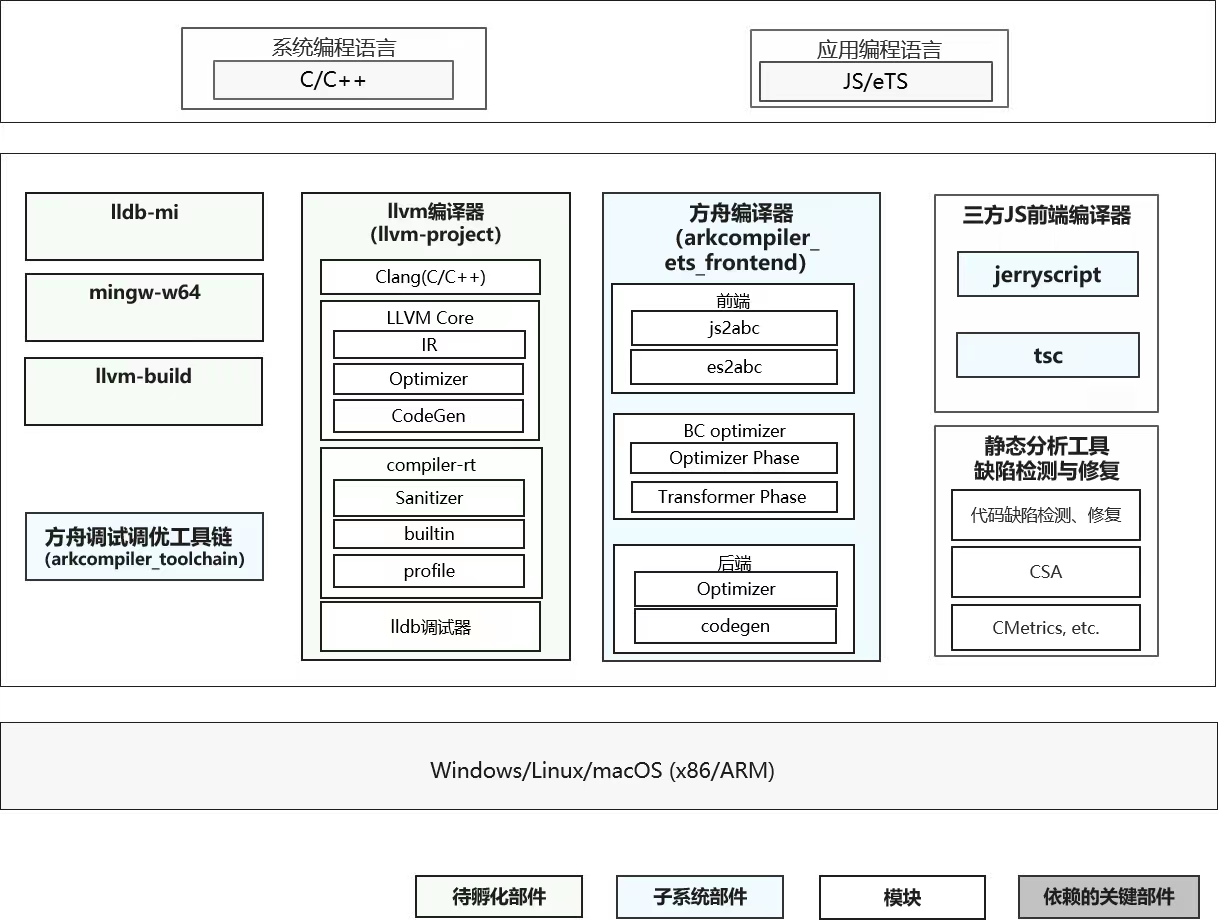 系统编程语言
C/C++
应用编程语言
JS/eTS
lldb-mi
mingw-w64
llvm-build
方舟调试调优工具链
(arkcompiler_toolchain)
llvm编译器
(llvm-project)
Clang(C/C++)
LLVM Core
IR
Optimizer
CodeGen
compiler-rt
Sanitizer
builtin
profile
lldb调试器
方舟编译器
（arkcompiler_
ets_frontend)
前端
js2abc
es2abc
BC optimizer
Optimizer Phase
Transformer Phase
后端
Optimizer
codegen
三方JS前端编译器
jerryscript
tsc
静态分析工具
缺陷检测与修复
代码缺陷检测、修复
CSA
CMetrics, etc.
Windows/Linux/macOS (x86/ARM)
待孵化部件
子系统部件
模块
依赖的关键部件